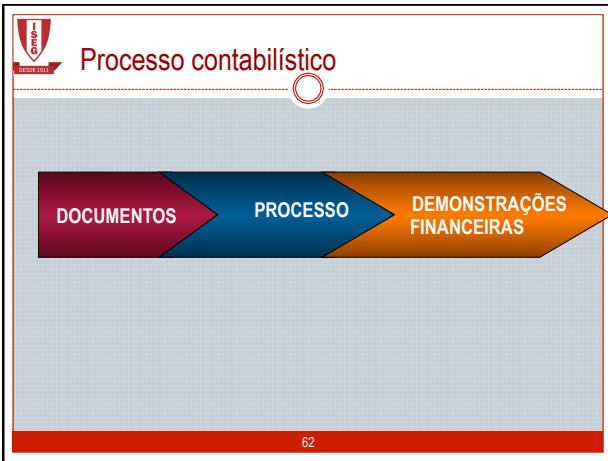 ISEG
DESDE 1911
Processo contabilístico
DOCUMENTOS
PROCESSO
DEMONSTRAÇÕES
FINANCEIRAS
62